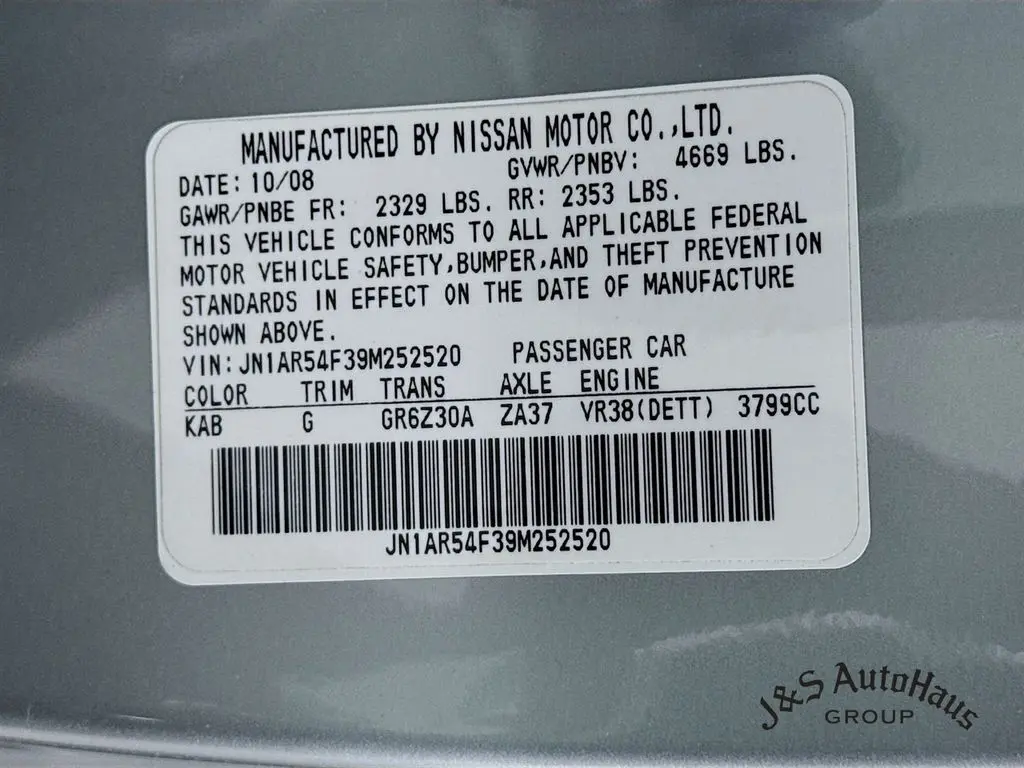 MANUFACTURED BY NISSAN MOTOR CO.,LTD.
DATE: 10/08 GVWR/PNBV: 4669 LBS.
GAWR/PNBE FR: 2329 LBS. RR: 2353 LBS.
THIS VEHICLE CONFORMS TO ALL APPLICABLE FEDERAL
MOTOR VEHICLE SAFETY,BUMPER,AND THEFT PREVENTION
STANDARDS IN EFFECT ON THE DATE OF MANUFACTURE
SHOWN ABOVE.
VIN:JN1AR54F39M252520 PASSENGER CAR
COLOR TRIM TRANS AXLE ENGINE
KAB G GR6Z30A ZA37 VR38(DETT) 3799CC
JN1AR54F39M252520
J&S AutoHaus
GROUP